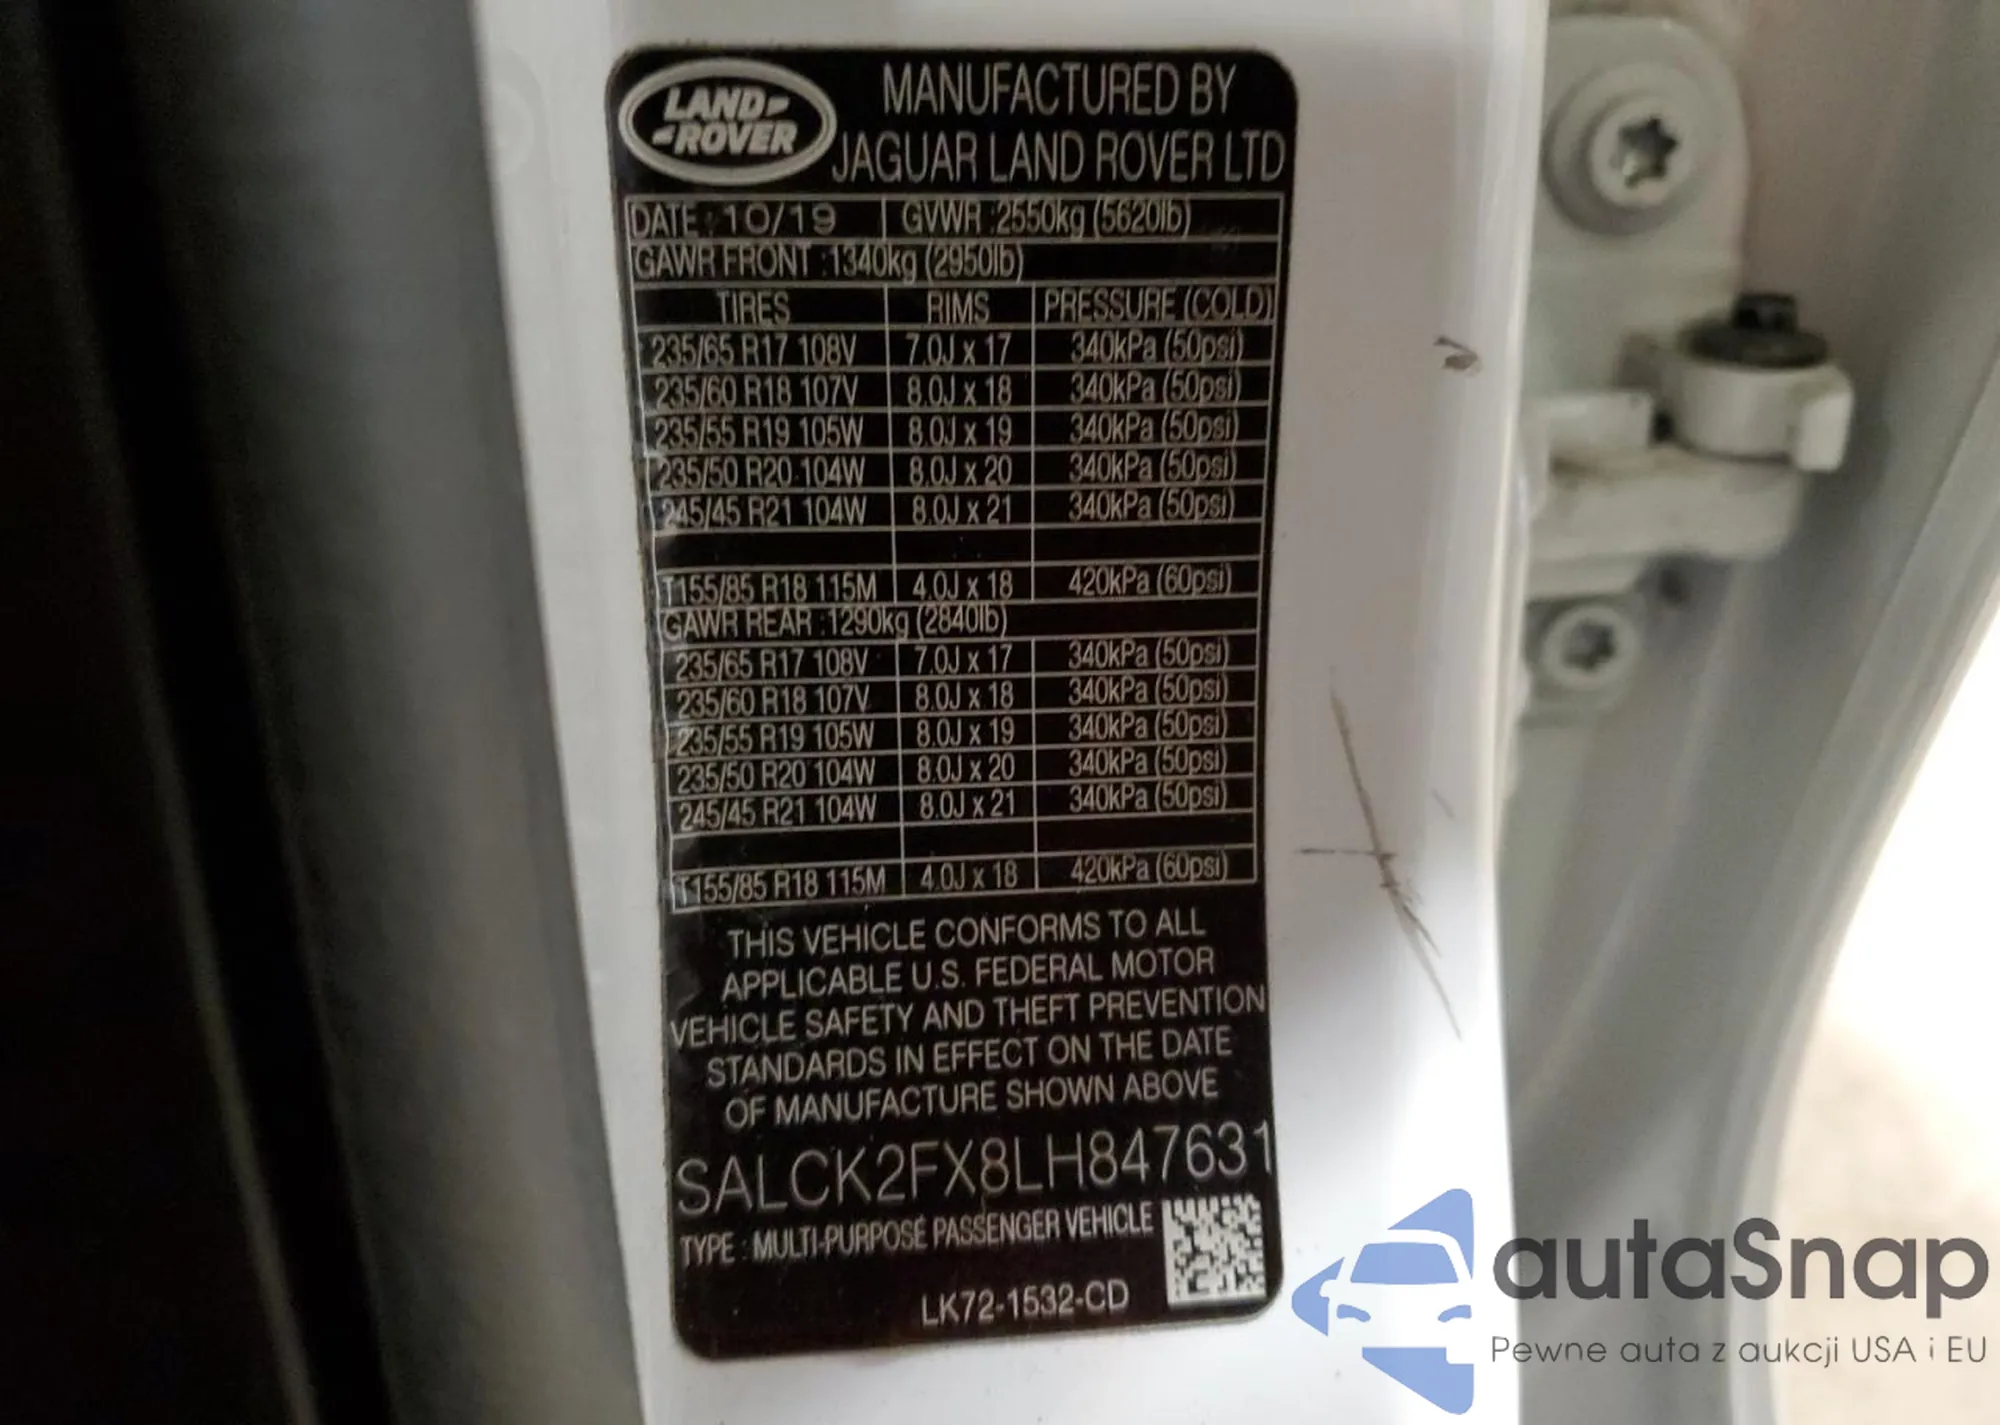 LAND-
-ROVER
MANUFACTURED BY
JAGUAR LAND ROVER LTD
DATE : 10/19 GVWR :2550kg (5620lb)
GAWR FRONT :1340kg (2950lb)
TIRES RIMS PRESSURE (COLD)
235/65 R17 108V 7.0J x 17 340kPa (50psi)
235/60 R18 107V 8.0J x 18 340kPa (50psi)
235/55 R19 105W 8.0J x 19 340kPa (50psi)
235/50 R20 104W 8.0J x 20 340kPa (50psi)
245/45 R21 104W 8.0J x 21 340kPa (50psi)
T155/85 R18 115M 4.0J x 18 420kPa (60psi)
GAWR REAR :1290kg (2840lb)
235/65 R17 108V 7.0J x 17 340kPa (50psi)
235/60 R18 107V 8.0J x 18 340kPa (50psi)
235/55 R19 105W 8.0J x 19 340kPa (50psi)
235/50 R20 104W 8.0J x 20 340kPa (50psi)
245/45 R21 104W 8.0J x 21 340kPa (50psi)
T155/85 R18 115M 4.0J x 18 420kPa (60psi)
THIS VEHICLE CONFORMS TO ALL
APPLICABLE U.S. FEDERAL MOTOR
VEHICLE SAFETY AND THEFT PREVENTION
STANDARDS IN EFFECT ON THE DATE
OF MANUFACTURE SHOWN ABOVE
SALCK2FX8LH847631
TYPE : MULTI-PURPOSE PASSENGER VEHICLE
LK72-1532-CD
autaSnap
Pewne auta z aukcji USA i EU